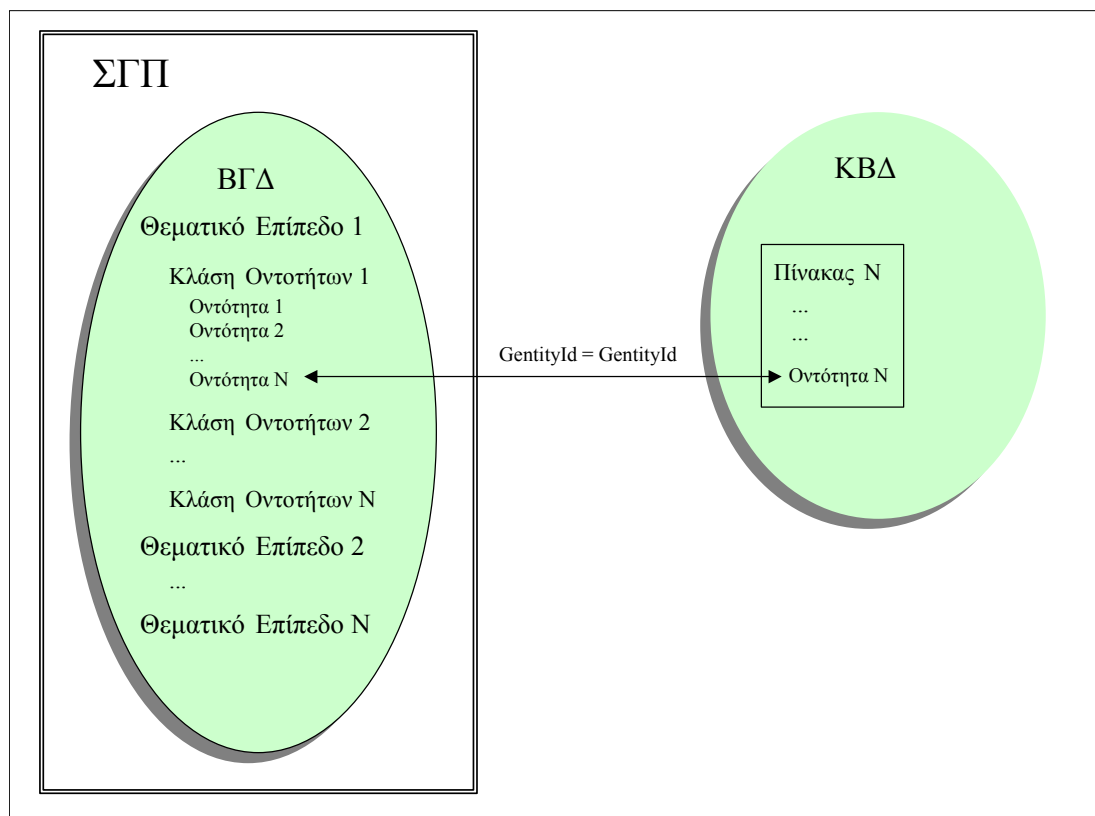 ΣΓΠ
ΒΓΔ
Θεματικό Επίπεδο 1
Κλάση Οντοτήτων 1
Οντότητα 1
Οντότητα 2
...
Οντότητα Ν
Κλάση Οντοτήτων 2
...
Κλάση Οντοτήτων Ν
Θεματικό Επίπεδο 2
...
Θεματικό Επίπεδο Ν
GentityId = GentityId
ΚΒΔ
Πίνακας Ν
...
...
Οντότητα Ν